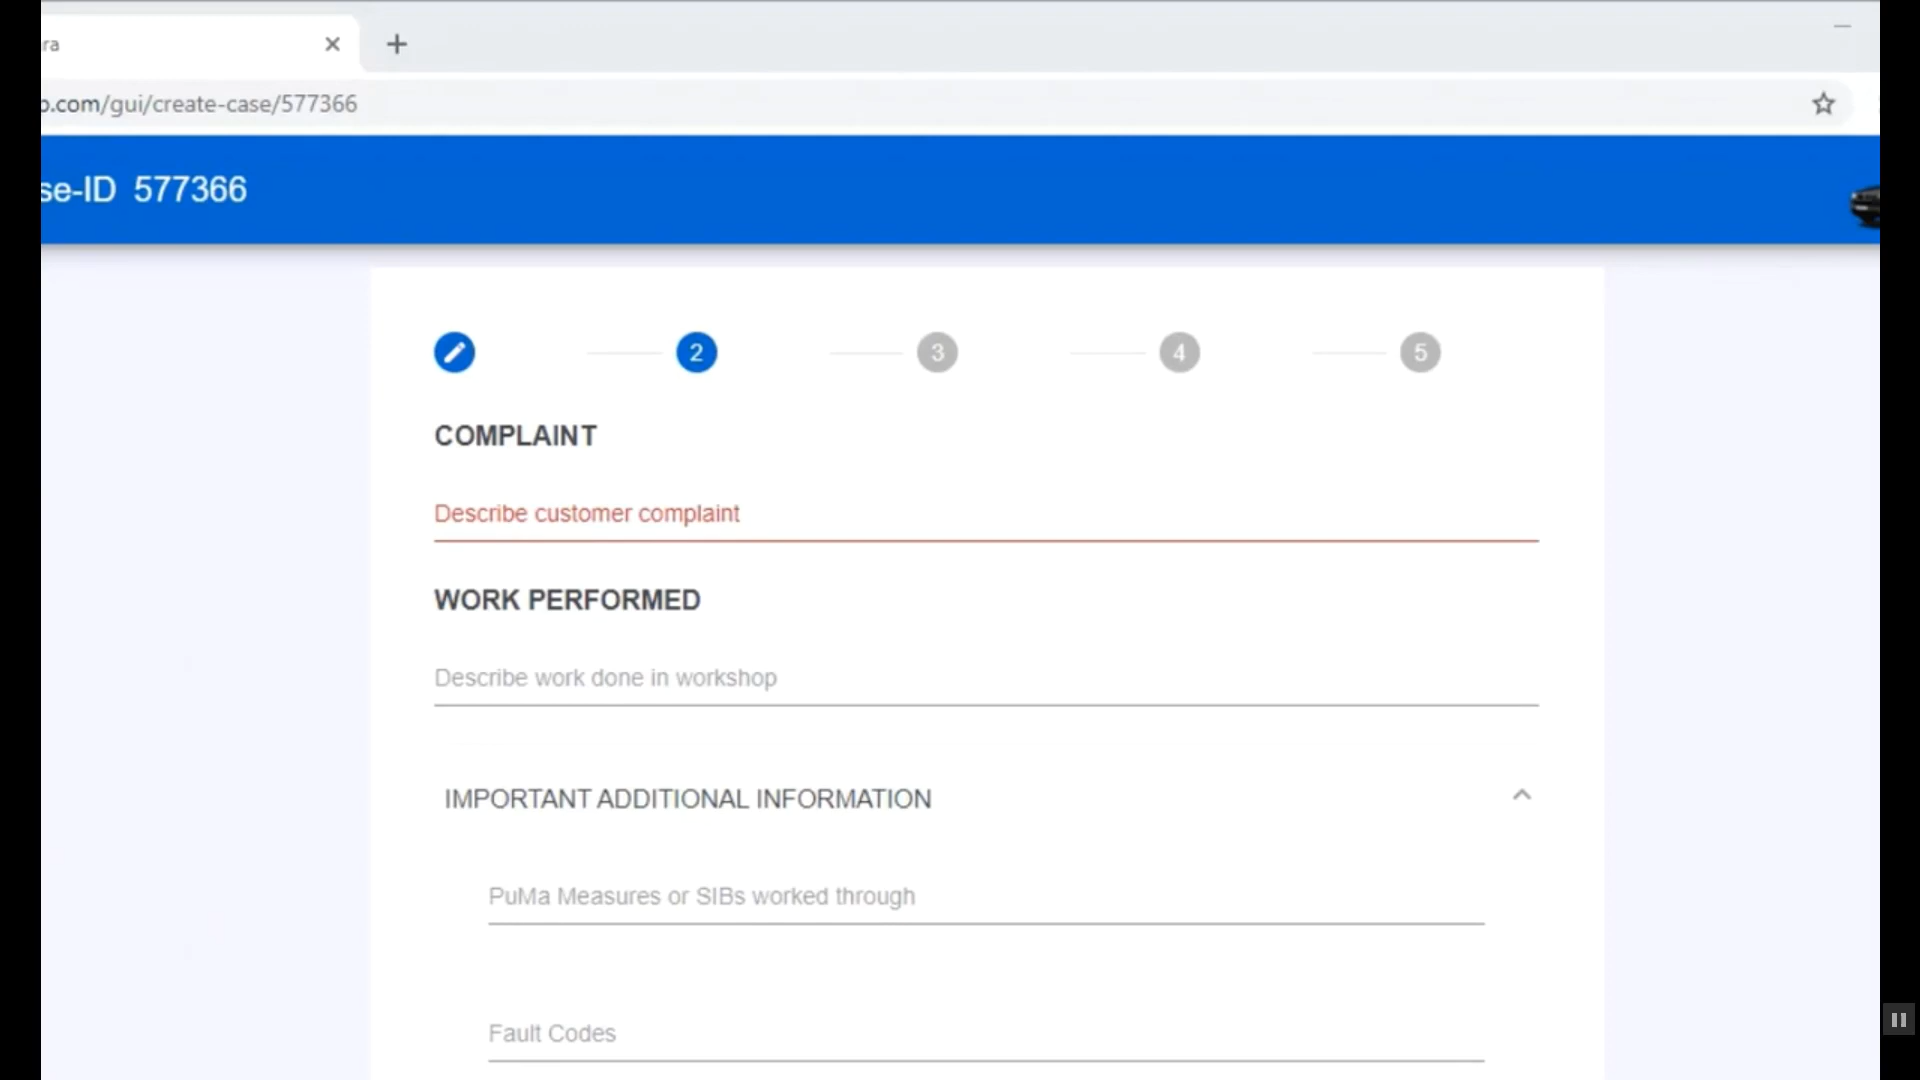 ra
.com/gui/create-case/577366
se-ID 577366
2
3
4
5
COMPLAINT
Describe customer complaint
WORK PERFORMED
Describe work done in workshop
IMPORTANT ADDITIONAL INFORMATION
PuMa Measures or SIBs worked through
Fault Codes